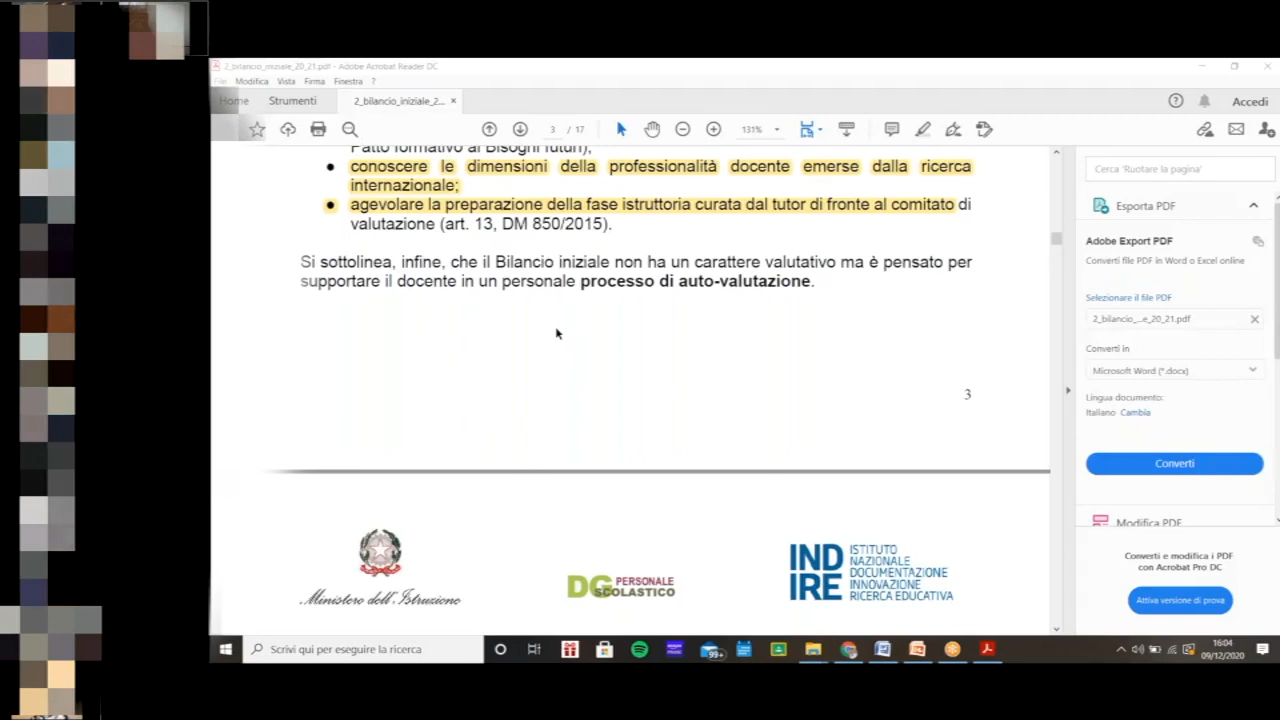 2_bilancio_musale_20_21.pdf - Adobe Acrobat Reader DC
File Modifica Vista Firma Finestra ?
Home Strumenti 2_bilancio_iniziale_2... × Accedi
3 / 17 131%
Patto formativo ai Bisogni futuri);
• conoscere le dimensioni della professionalità docente emerse dalla ricerca
internazionale;
• agevolare la preparazione della fase istruttoria curata dal tutor di fronte al comitato di
valutazione (art. 13, DM 850/2015).
Si sottolinea, infine, che il Bilancio iniziale non ha un carattere valutativo ma è pensato per
supportare il docente in un personale processo di auto-valutazione.
3
Ministero dell'Istruzione
DG PERSONALE
SCOLASTICO
INDIRE
ISTITUTO
NAZIONALE
DOCUMENTAZIONE
INNOVAZIONE
RICERCA EDUCATIVA
Cerca 'Ruotare la pagina'
Esporta PDF
Adobe Export PDF
Converti file PDF in Word o Excel online
Selezionare il file PDF
2_bilancio_...e_20_21.pdf
Converti in
Microsoft Word (*.docx)
Lingua documento:
Italiano Cambia
Converti
Modifica PDF
Converti e modifica i PDF
con Acrobat Pro DC
Attiva versione di prova
Scrivi qui per eseguire la ricerca
99+
16:04
09/12/2020